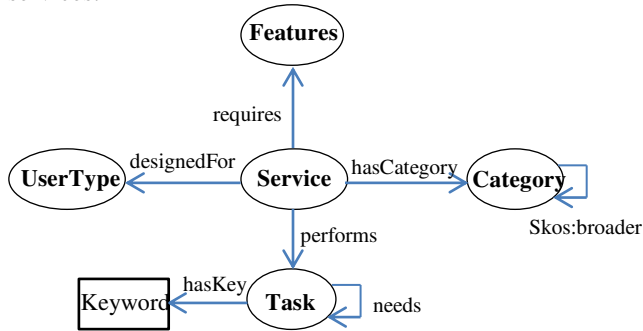 Features
requires
designedFor
hasCategory
UserType
Service
Category
Skos:broader
performs
hasKey
Keyword
Task
needs